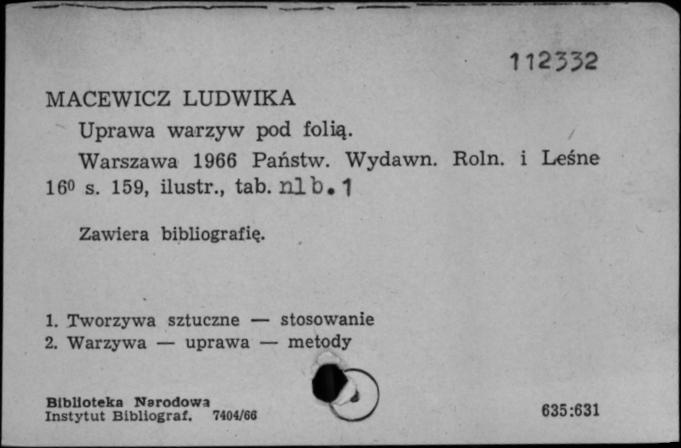 112332
MACEWICZ LUDWIKA
Uprawa warzyw pod folią.
Warszawa 1966 Państw. Wydawn. Roln. i Leśne
16⁰ s. 159, ilustr., tab. nlb. 1
Zawiera bibliografię.
1. Tworzywa sztuczne — stosowanie
2. Warzywa — uprawa — metody
Biblioteka Narodowa
Instytut Bibliograf. 7404/66
635:631